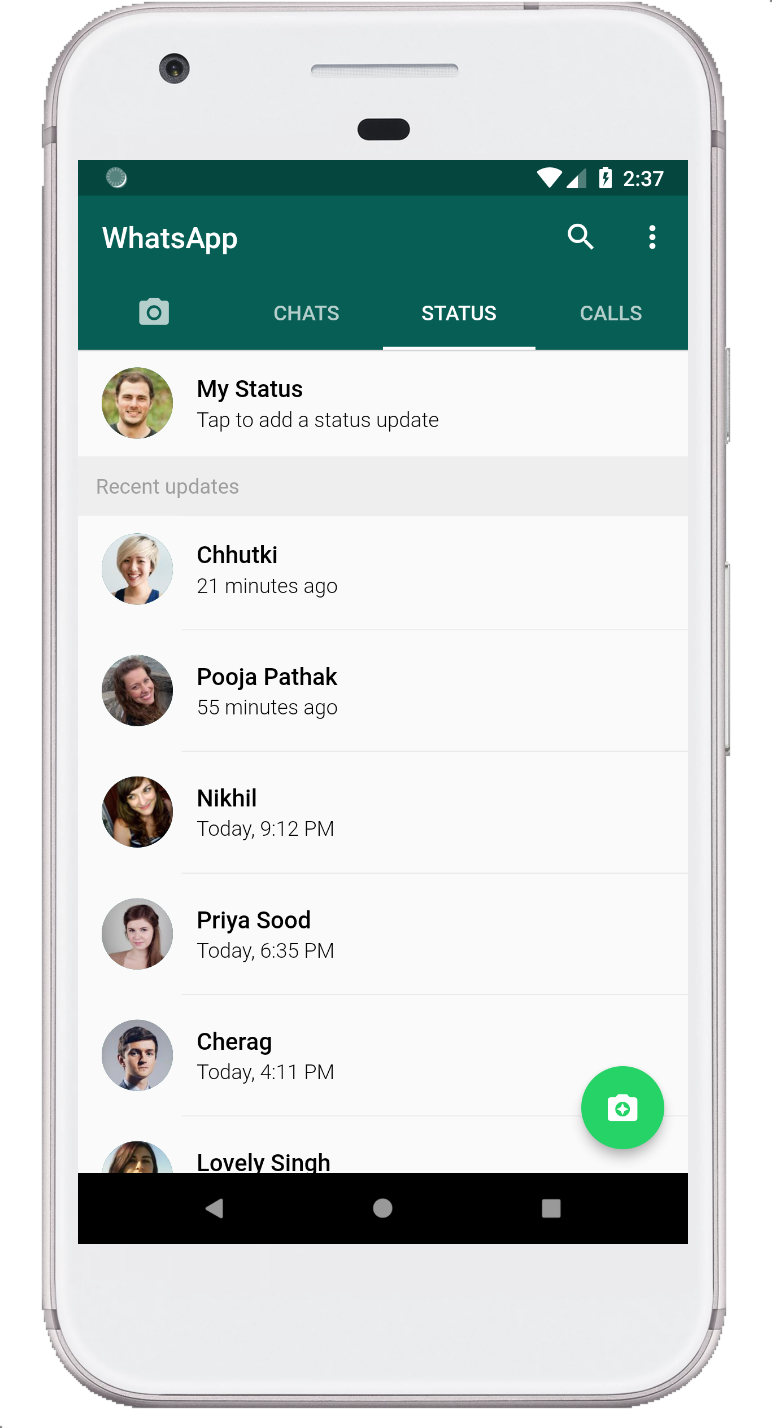 2:37
WhatsApp
CHATS STATUS CALLS
My Status
Tap to add a status update
Recent updates
Chhutki
21 minutes ago
Pooja Pathak
55 minutes ago
Nikhil
Today, 9:12 PM
Priya Sood
Today, 6:35 PM
Cherag
Today, 4:11 PM
Lovely Singh